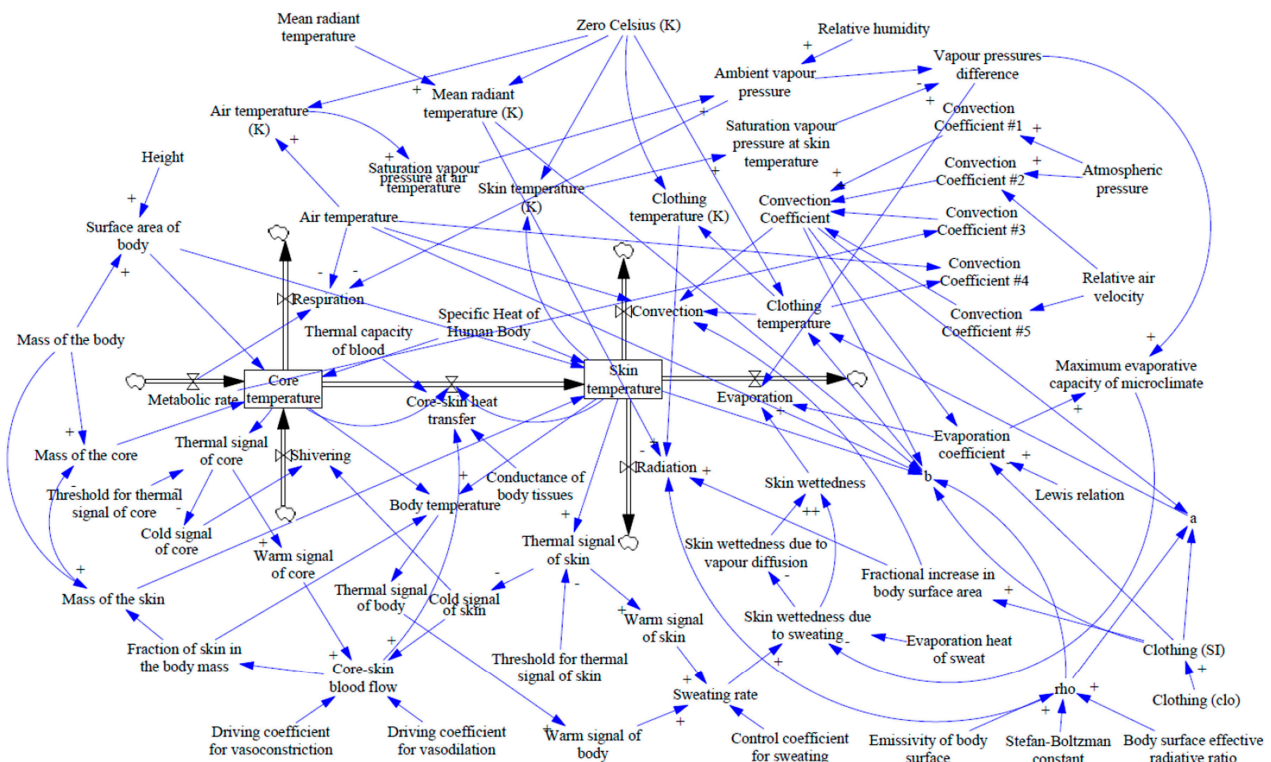 Mean radiant
temperature
Zero Celsius (K)
Relative humidity
+
Vapour pressures
difference
Ambient vapour
pressure
+
Mean radiant
temperature (K)
-
+
Convection
Coefficient #1
Air temperature
(K)
+
+
Saturation vapour
pressure at skin
temperature
+
+
Height
+
Saturation vapour
pressure at air
temperature
Convection
Coefficient #2
+
Atmospheric
pressure
+
Skin temperature
(K)
Clothing
temperature (K)
+
Convection
Coefficient
+
Surface area of
body
Air temperature
Convection
Coefficient #3
+
-
-
Convection
Coefficient #4
Relative air
velocity
Respiration
Specific Heat of
Human Body
Convection
Clothing
temperature
Convection
Coefficient #5
Thermal capacity
of blood
Mass of the body
+
Maximum evaporative
capacity of microclimate
Metabolic rate
Core
temperature
Core-skin heat
transfer
Skin
temperature
Evaporation
+
+
+
Mass of the core
Thermal signal
of core
Shivering
-
-
Radiation
+
Evaporation
coefficient
+
-
-
Threshold for thermal
signal of core
-
+
Conductance of
body tissues
Skin wettedness
b
Lewis relation
Cold signal
of core
Body temperature
++
a
+
Thermal signal
of skin
Skin wettedness due to
vapour diffusion
+
Warm signal
of core
+
Mass of the skin
Thermal signal
of body
-
Cold signal
of skin
-
-
Fractional increase in
body surface area
+
+
Warm signal
of skin
Skin wettedness due
to sweating
-
Evaporation heat
of sweat
Fraction of skin in
the body mass
+
+
Core-skin
blood flow
Threshold for thermal
signal of skin
+
+
Sweating rate
+
Clothing (SI)
+
Clothing (clo)
rho
+
+
Driving coefficient
for vasoconstriction
Driving coefficient
for vasodilation
+
Warm signal of
body
Control coefficient
for sweating
Emissivity of body
surface
Stefan-Boltzman
constant
Body surface effective
radiative ratio